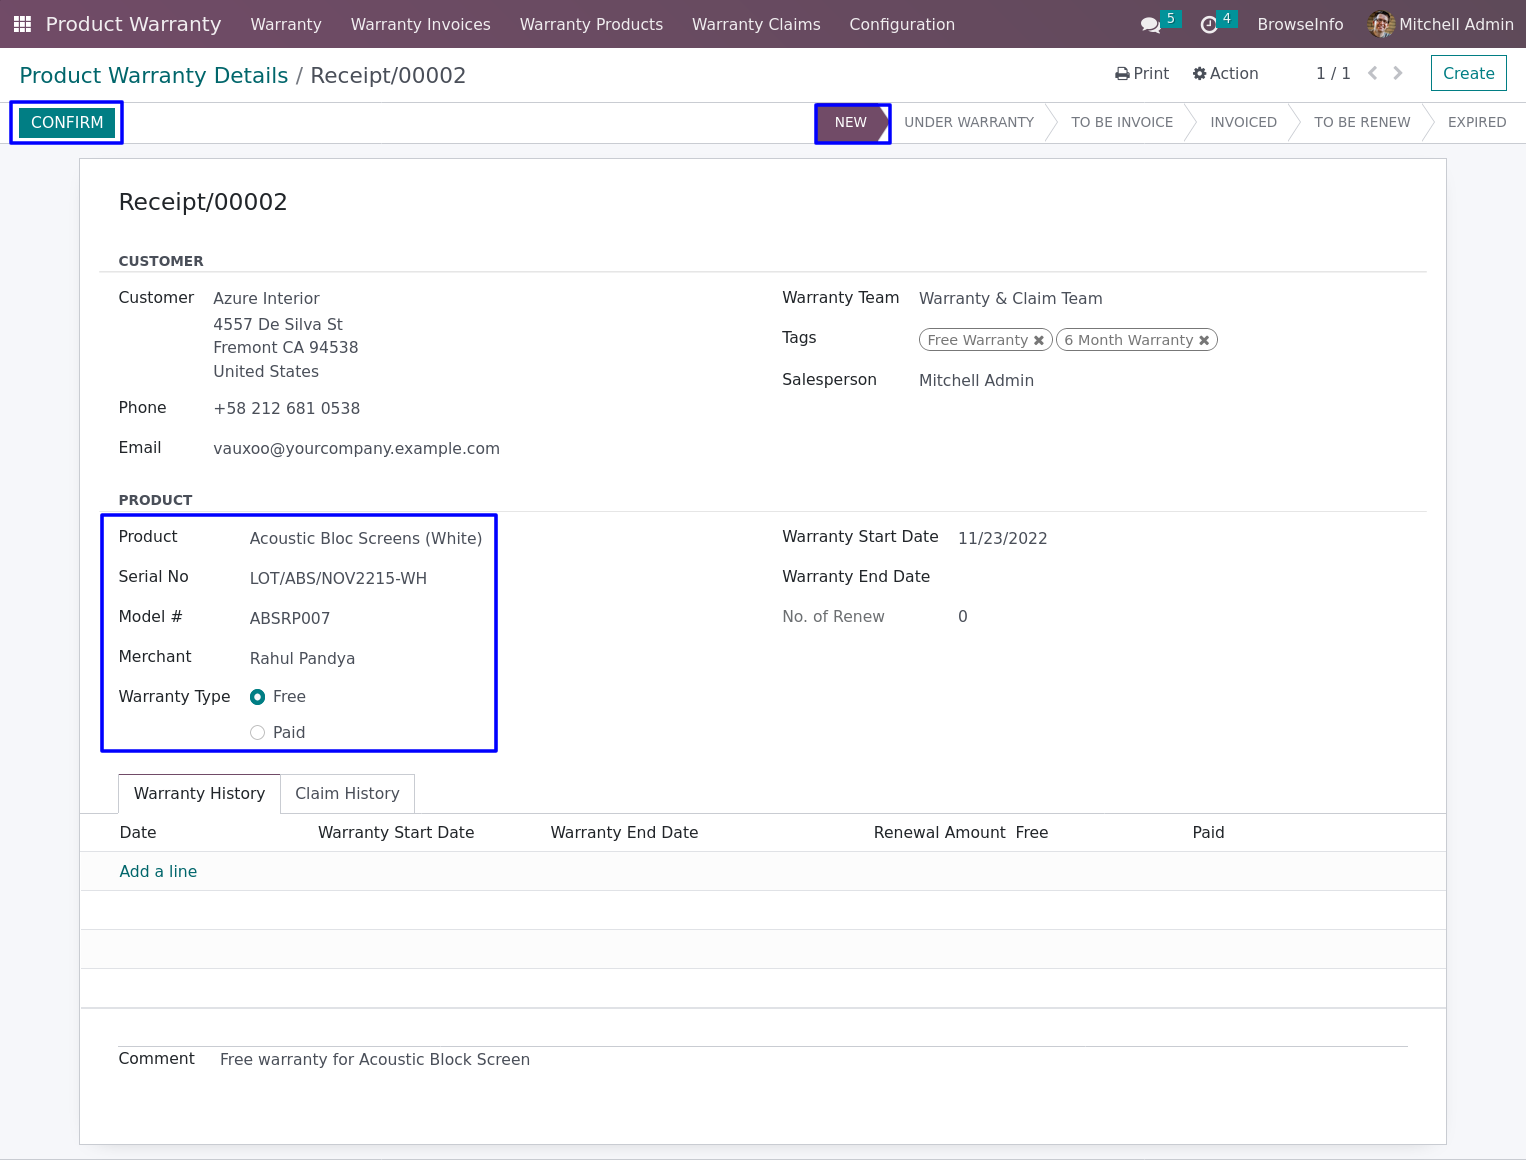 Product Warranty Warranty Warranty Invoices Warranty Products Warranty Claims Configuration 5 4 BrowseInfo Mitchell Admin
Product Warranty Details / Receipt/00002 Print Action 1 / 1 Create
CONFIRM NEW UNDER WARRANTY TO BE INVOICE INVOICED TO BE RENEW EXPIRED
Receipt/00002
CUSTOMER
Customer Azure Interior Warranty Team Warranty & Claim Team
4557 De Silva St
Fremont CA 94538 Tags Free Warranty 6 Month Warranty
United States Salesperson Mitchell Admin
Phone +58 212 681 0538
Email vauxoo@yourcompany.example.com
PRODUCT
Product Acoustic Bloc Screens (White) Warranty Start Date 11/23/2022
Serial No LOT/ABS/NOV2215-WH Warranty End Date
Model # ABSRP007 No. of Renew 0
Merchant Rahul Pandya
Warranty Type Free
Paid
Warranty History Claim History
Date Warranty Start Date Warranty End Date Renewal Amount Free Paid
Add a line
Comment Free warranty for Acoustic Block Screen